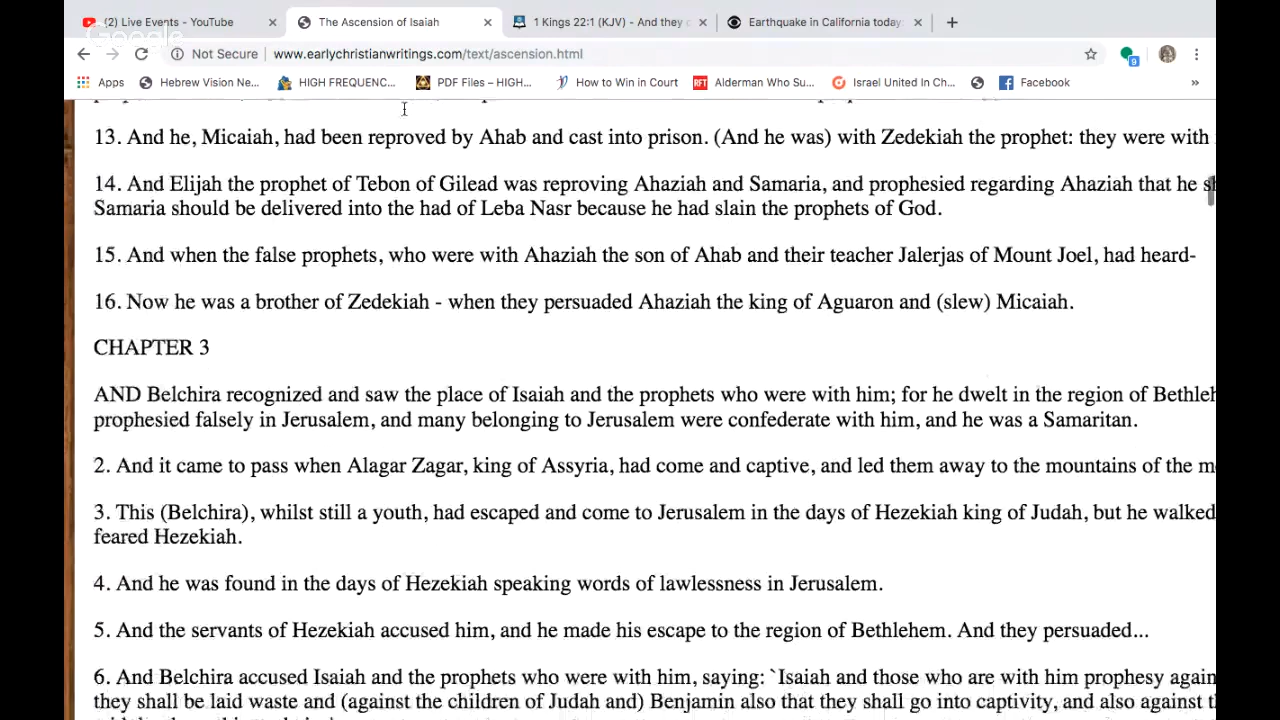 (2) Live Events - YouTube
The Ascension of Isaiah
1 Kings 22:1 (KJV) - And they c
Earthquake in California today:
Google
Not Secure | www.earlychristianwritings.com/text/ascension.html
9
Apps Hebrew Vision Ne... HIGH FREQUENC... PDF Files – HIGH... How to Win in Court RFT Alderman Who Su... Israel United In Ch... Facebook
13. And he, Micaiah, had been reproved by Ahab and cast into prison. (And he was) with Zedekiah the prophet: they were with
14. And Elijah the prophet of Tebon of Gilead was reproving Ahaziah and Samaria, and prophesied regarding Ahaziah that he s
Samaria should be delivered into the had of Leba Nasr because he had slain the prophets of God.
15. And when the false prophets, who were with Ahaziah the son of Ahab and their teacher Jalerjas of Mount Joel, had heard-
16. Now he was a brother of Zedekiah - when they persuaded Ahaziah the king of Aguaron and (slew) Micaiah.
CHAPTER 3
AND Belchira recognized and saw the place of Isaiah and the prophets who were with him; for he dwelt in the region of Bethleh
prophesied falsely in Jerusalem, and many belonging to Jerusalem were confederate with him, and he was a Samaritan.
2. And it came to pass when Alagar Zagar, king of Assyria, had come and captive, and led them away to the mountains of the m
3. This (Belchira), whilst still a youth, had escaped and come to Jerusalem in the days of Hezekiah king of Judah, but he walked
feared Hezekiah.
4. And he was found in the days of Hezekiah speaking words of lawlessness in Jerusalem.
5. And the servants of Hezekiah accused him, and he made his escape to the region of Bethlehem. And they persuaded...
6. And Belchira accused Isaiah and the prophets who were with him, saying: `Isaiah and those who are with him prophesy again
they shall be laid waste and (against the children of Judah and) Benjamin also that they shall go into captivity, and also against t